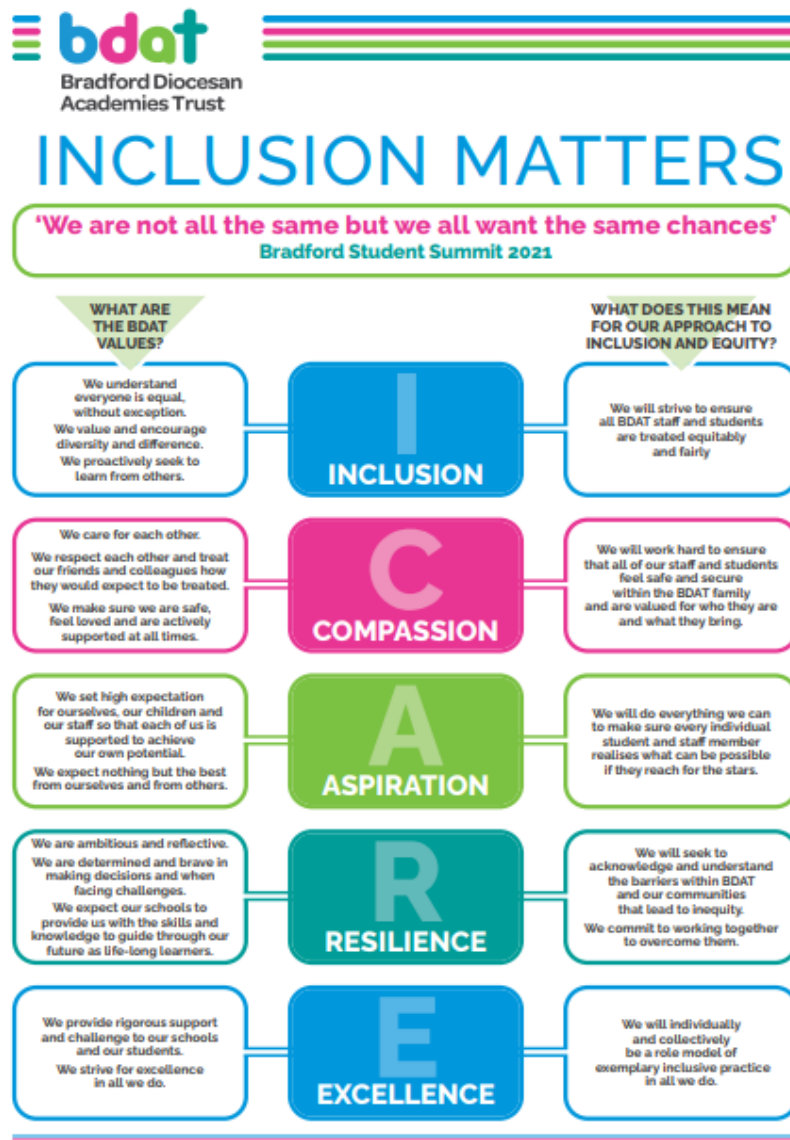 bdat
Bradford Diocesan
Academies Trust
INCLUSION MATTERS
‘We are not all the same but we all want the same chances’
Bradford Student Summit 2021
WHAT ARE
THE BDAT
VALUES?
WHAT DOES THIS MEAN
FOR OUR APPROACH TO
INCLUSION AND EQUITY?
We understand
everyone is equal,
without exception.
We value and encourage
diversity and difference.
We proactively seek to
learn from others.
I
INCLUSION
We will strive to ensure
all BDAT staff and students
are treated equitably
and fairly
We care for each other.
We respect each other and treat
our friends and colleagues how
they would expect to be treated.
We make sure we are safe,
feel loved and are actively
supported at all times.
C
COMPASSION
We will work hard to ensure
that all of our staff and students
feel safe and secure
within the BDAT family
and are valued for who they are
and what they bring.
We set high expectation
for ourselves, our children and
our staff so that each of us is
supported to achieve
our own potential.
We expect nothing but the best
from ourselves and from others.
A
ASPIRATION
We will do everything we can
to make sure every individual
student and staff member
realises what can be possible
if they reach for the stars.
We are ambitious and reflective.
We are determined and brave in
making decisions and when
facing challenges.
We expect our schools to
provide us with the skills and
knowledge to guide through our
future as life-long learners.
R
RESILIENCE
We will seek to
acknowledge and understand
the barriers within BDAT
and our communities
that lead to inequity.
We commit to working together
to overcome them.
We provide rigorous support
and challenge to our schools
and our students.
We strive for excellence
in all we do.
E
EXCELLENCE
We will individually
and collectively
be a role model of
exemplary inclusive practice
in all we do.